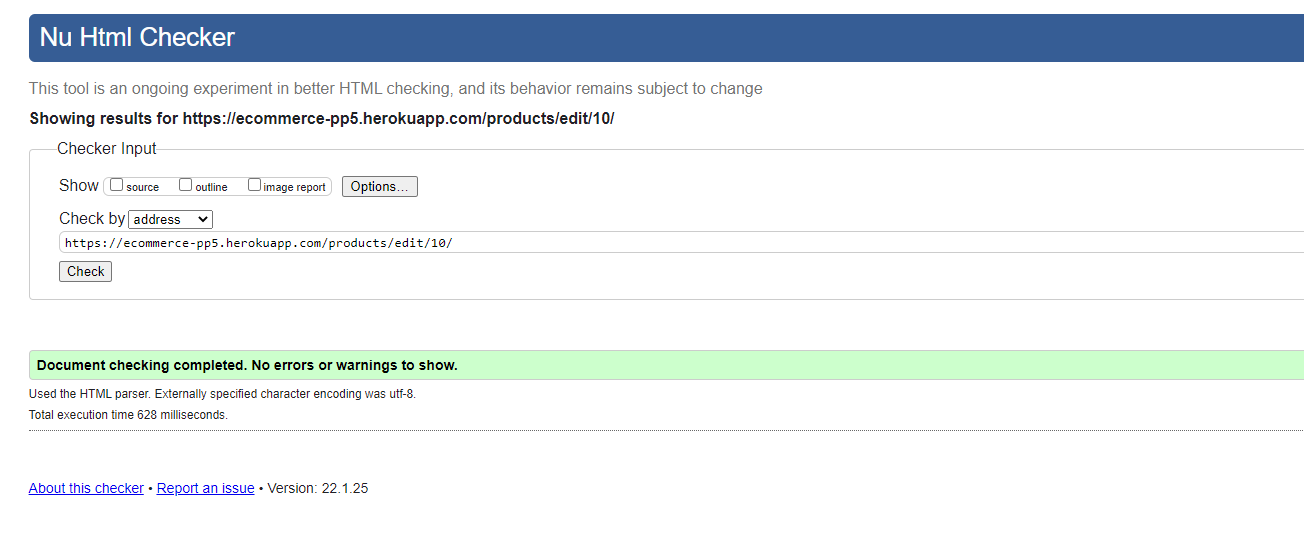 Nu Html Checker
This tool is an ongoing experiment in better HTML checking, and its behavior remains subject to change
Showing results for https://ecommerce-pp5.herokuapp.com/products/edit/10/
Checker Input
Show source outline image report Options...
Check by address
https://ecommerce-pp5.herokuapp.com/products/edit/10/
Check
Document checking completed. No errors or warnings to show.
Used the HTML parser. Externally specified character encoding was utf-8.
Total execution time 628 milliseconds.
About this checker • Report an issue • Version: 22.1.25